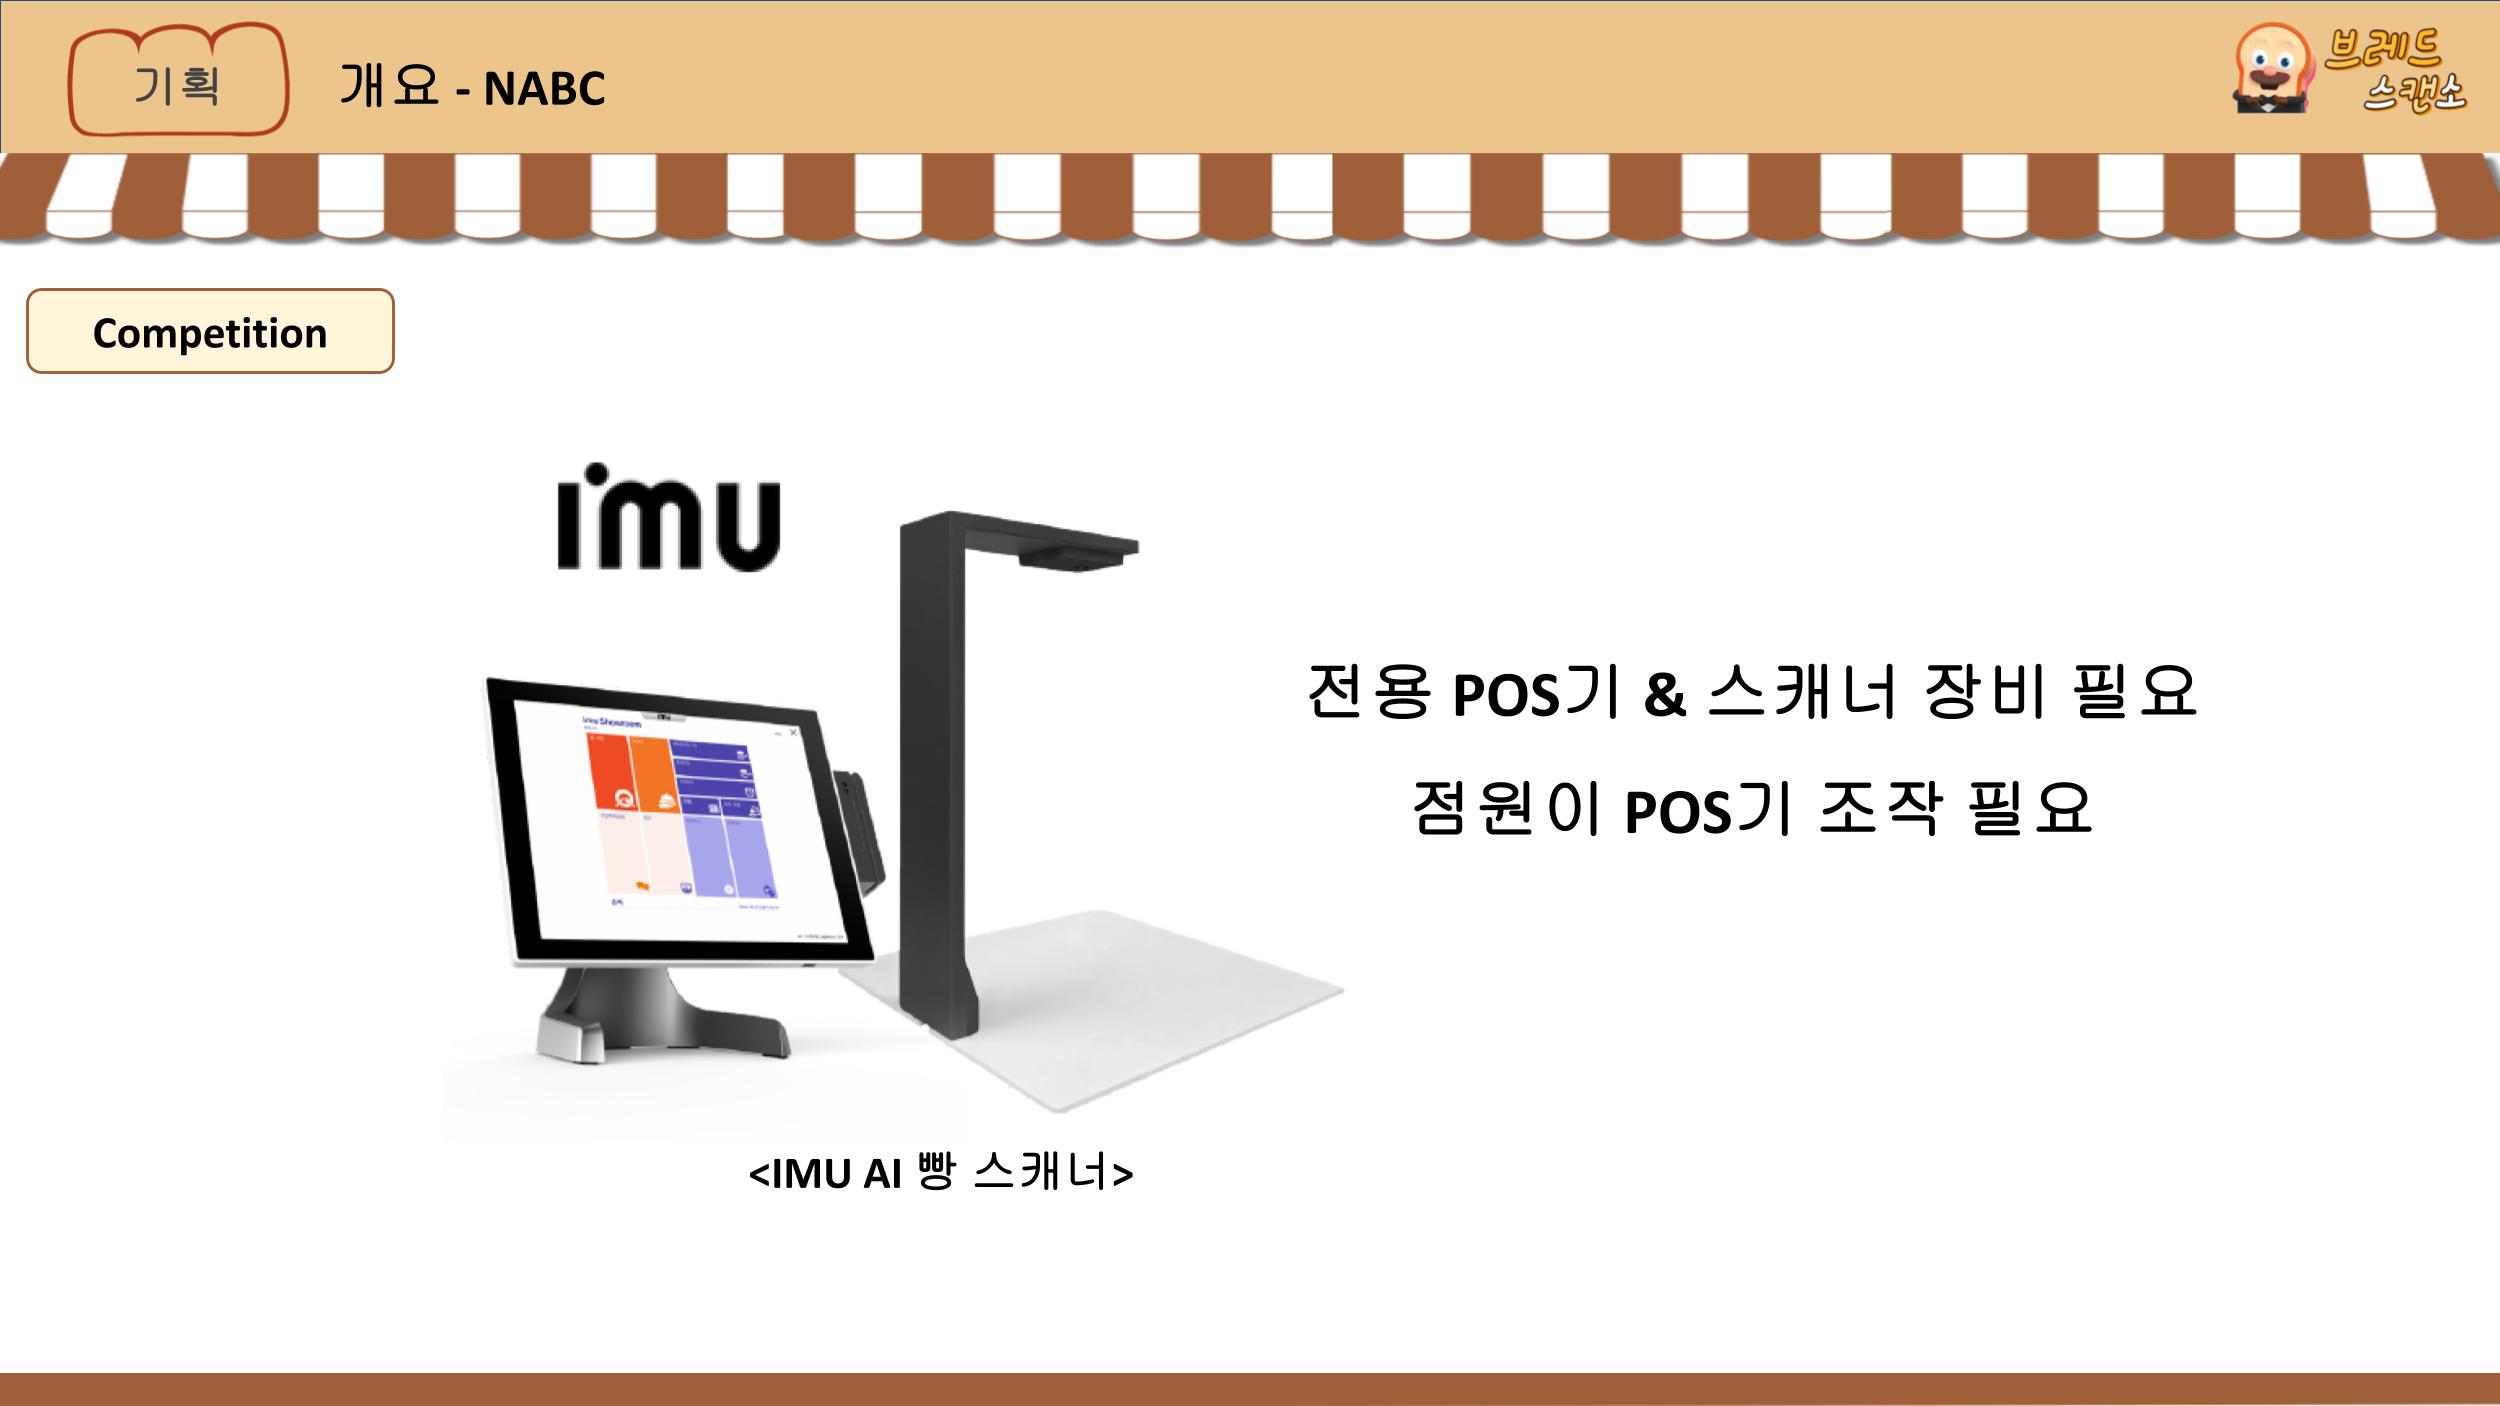 기획
개요 - NABC
브레드
스캔소
Competition
imu
imu Showroom
전용 POS기 & 스캐너 장비 필요
점원이 POS기 조작 필요
<IMU AI 빵 스캐너>